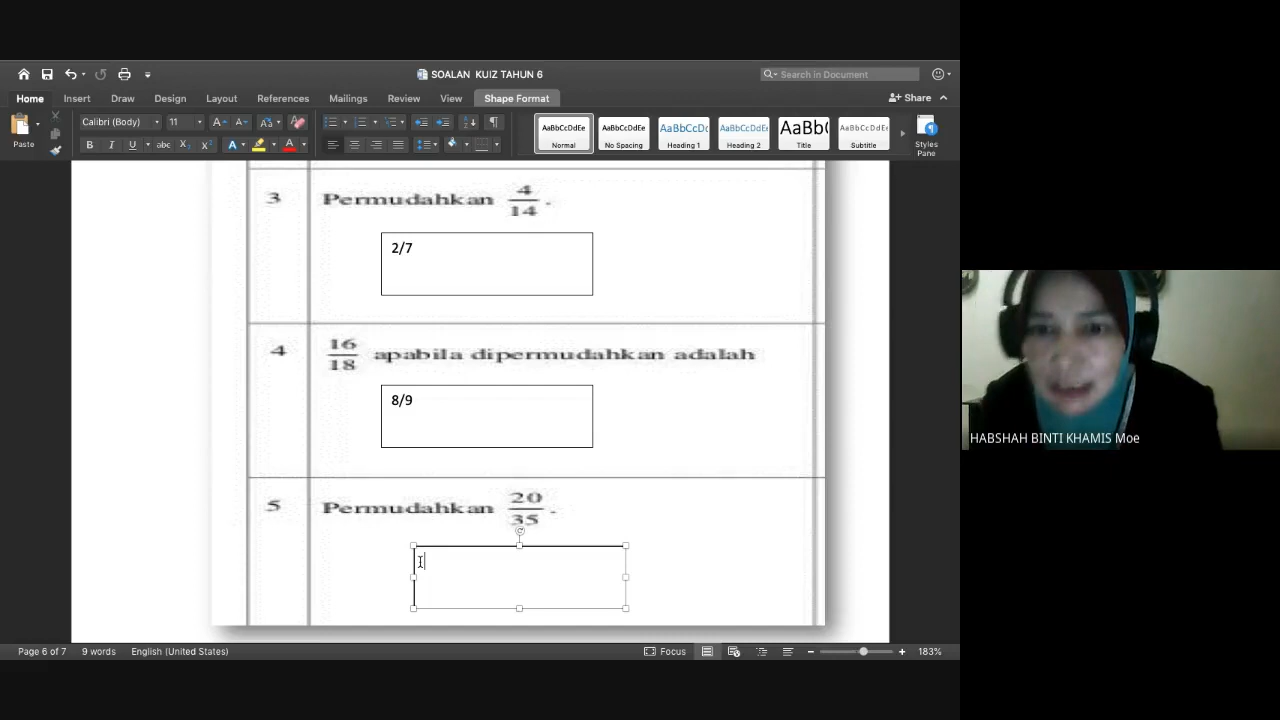 SOALAN KUIZ TAHUN 6
Search in Document
Home Insert Draw Design Layout References Mailings Review View Shape Format
Share
Paste
Calibri (Body) 11
AaBbCcDdEe
Normal
AaBbCcDdEe
No Spacing
AaBbCcDc
Heading 1
AaBbCcDdEe
Heading 2
AaBb(
Title
AaBbCcDdEe
Subtitle
Styles
Pane
3 Permudahkan 4/14 .
2/7
4 16/18 apabila dipermudahkan adalah
8/9
5 Permudahkan 20/35 .
HABSHAH BINTI KHAMIS Moe
Page 6 of 7 9 words English (United States) Focus 183%